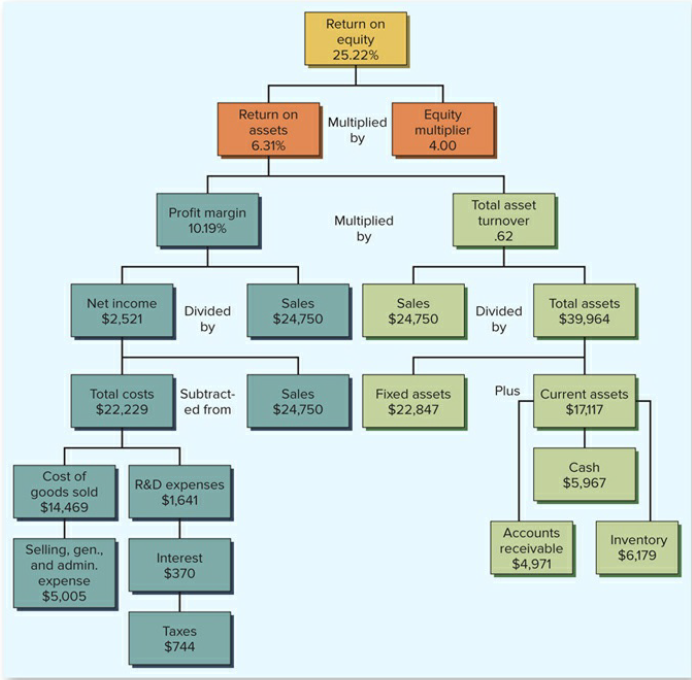 Return on
equity
25.22%
Return on
assets
6.31%
Multiplied
by
Equity
multiplier
4.00
Profit margin
10.19%
Multiplied
by
Total asset
turnover
.62
Net income
$2,521
Divided
by
Sales
$24,750
Sales
$24,750
Divided
by
Total assets
$39,964
Total costs
$22,229
Subtract-
ed from
Sales
$24,750
Fixed assets
$22,847
Plus
Current assets
$17,117
Cost of
goods sold
$14,469
R&D expenses
$1,641
Cash
$5,967
Selling, gen.,
and admin.
expense
$5,005
Interest
$370
Accounts
receivable
$4,971
Inventory
$6,179
Taxes
$744